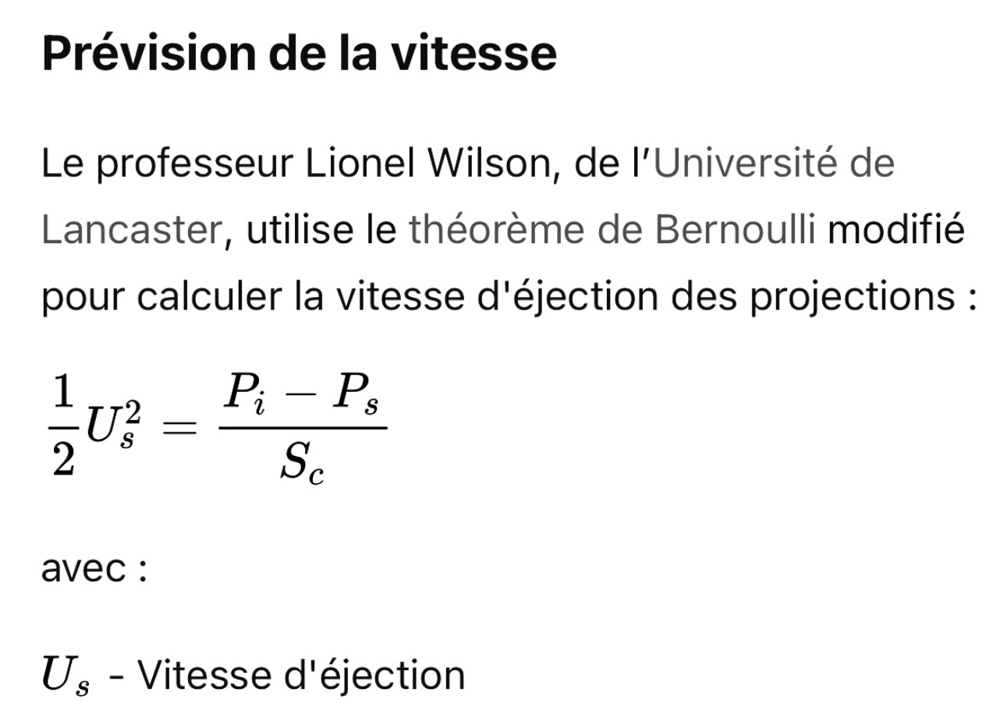 Prévision de la vitesse
Le professeur Lionel Wilson, de l’Université de
Lancaster, utilise le théorème de Bernoulli modifié
pour calculer la vitesse d'éjection des projections :
$\frac{1}{2}U_s^2 = \frac{P_i - P_s}{S_c}$
avec :
$U_s$ - Vitesse d'éjection